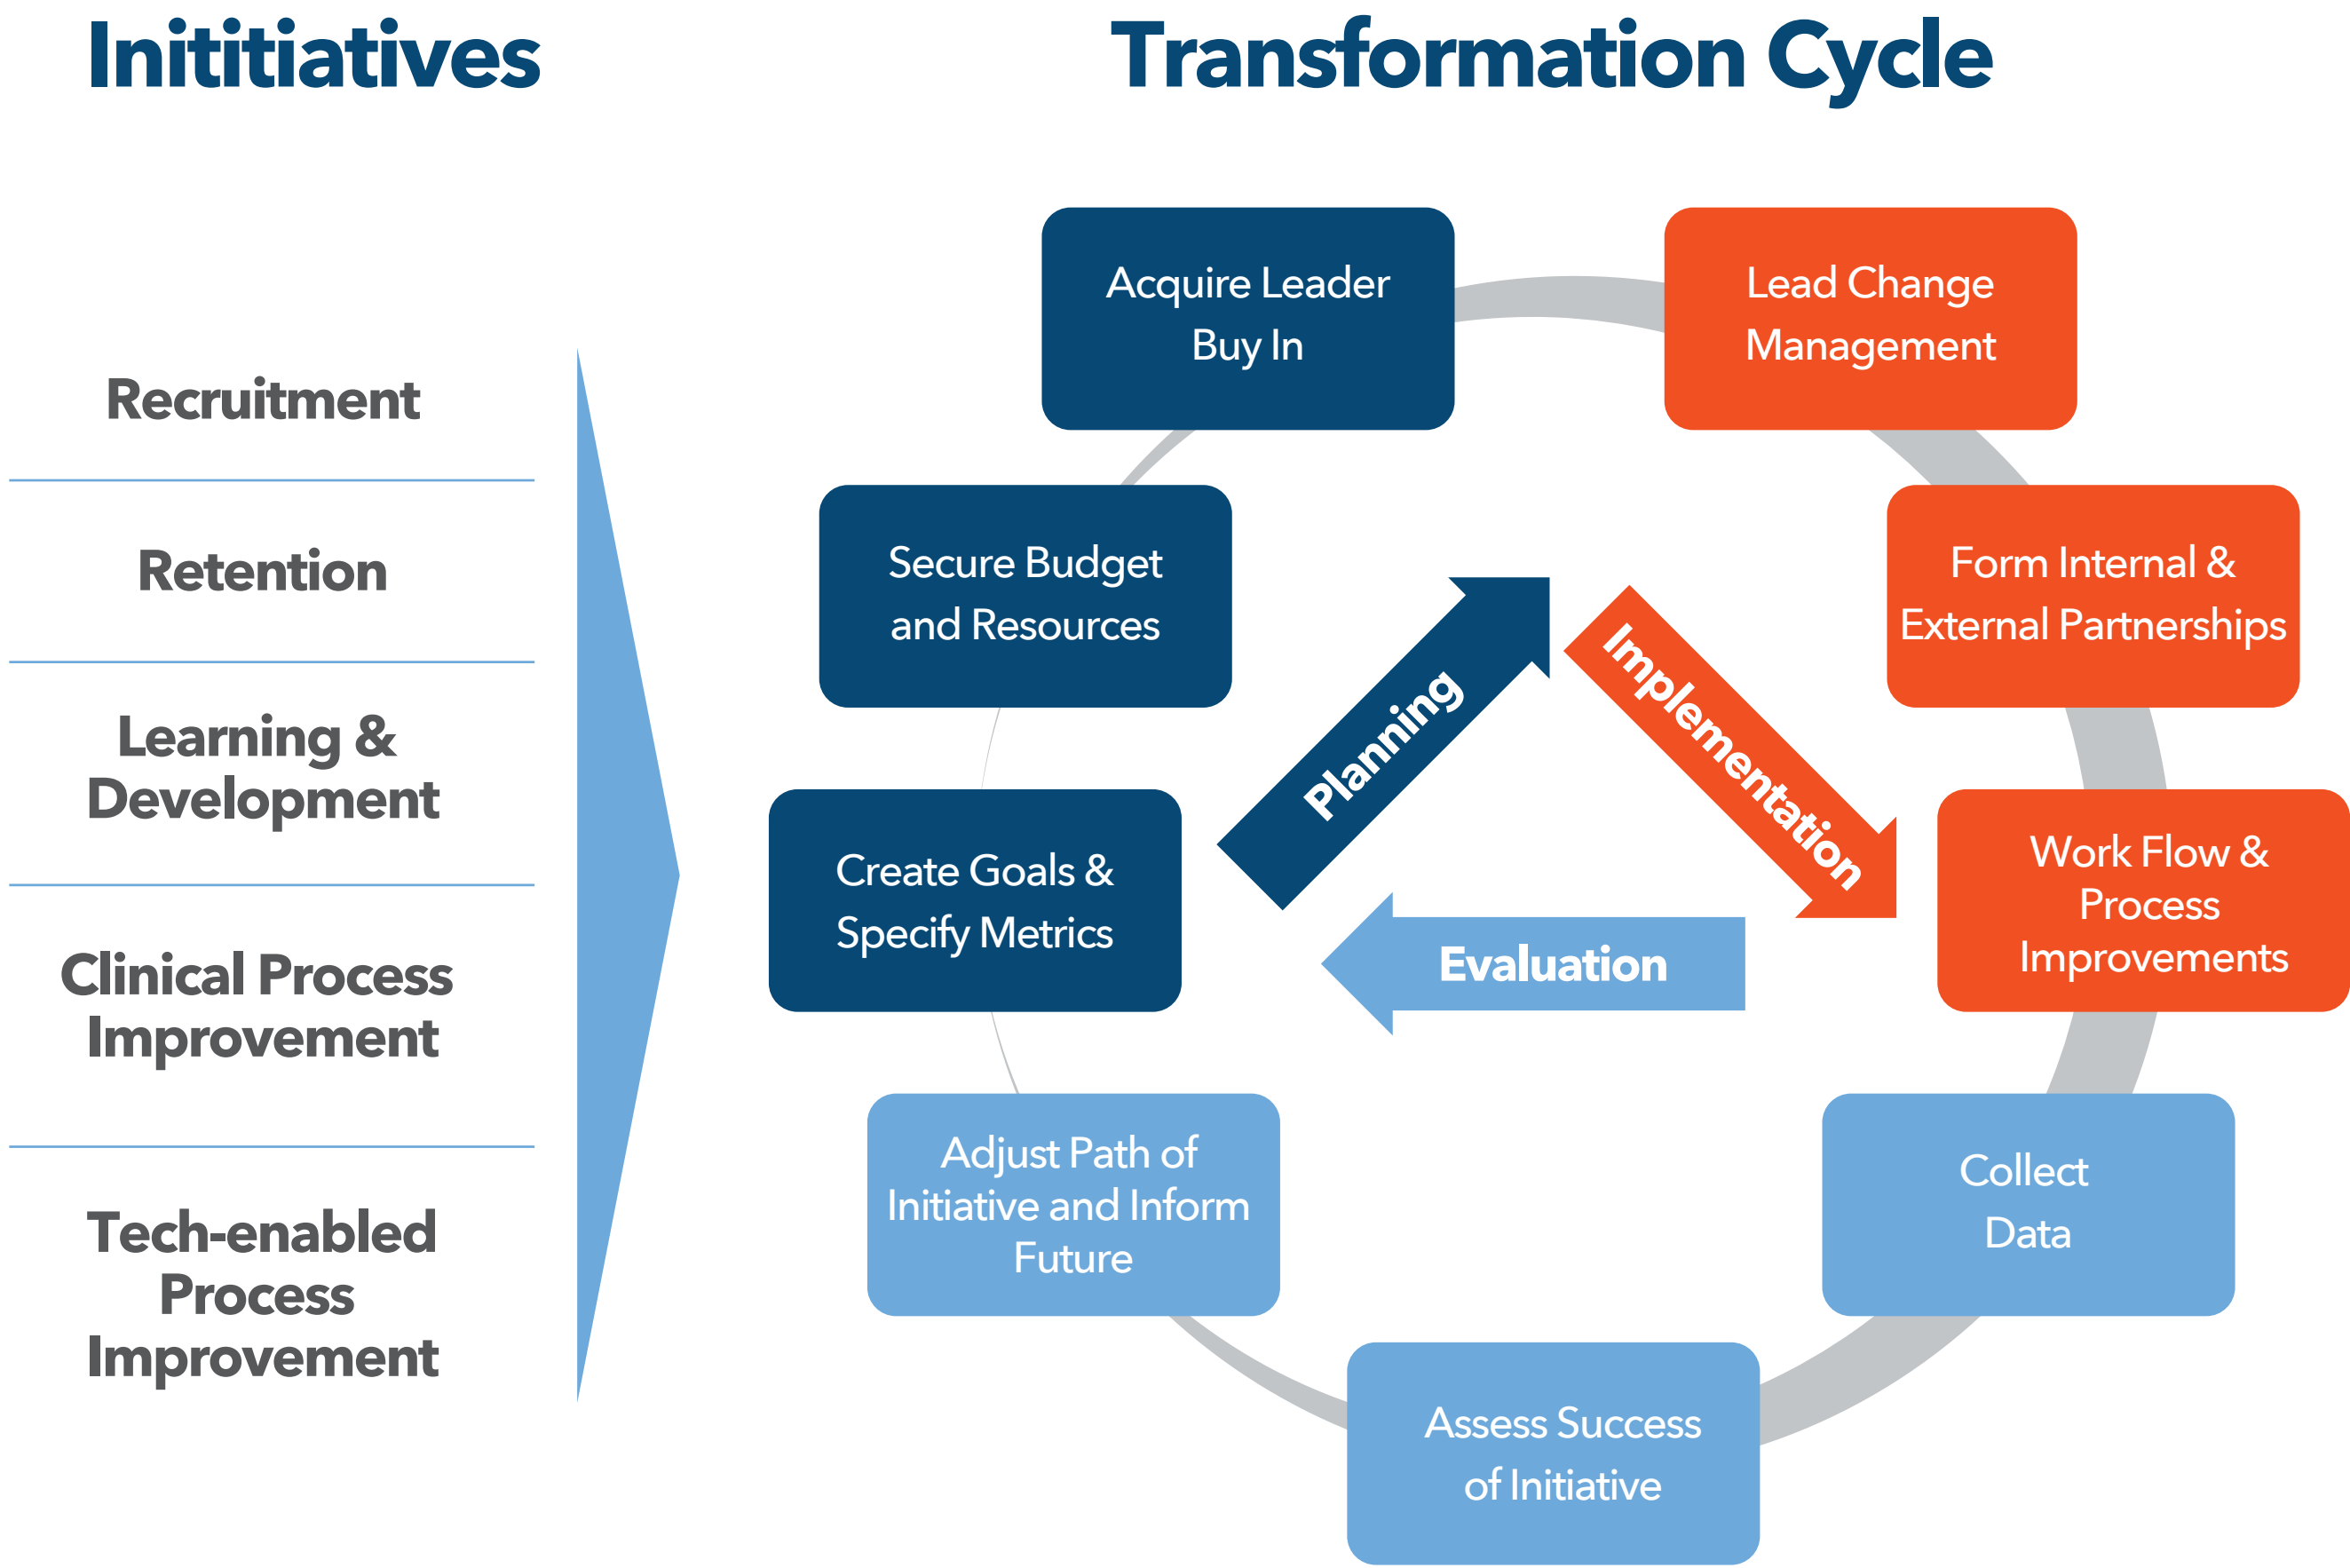 Inititiatives
Transformation Cycle
Recruitment
Retention
Learning &
Development
Clinical Process
Improvement
Tech-enabled
Process
Improvement
Acquire Leader
Buy In
Lead Change
Management
Secure Budget
and Resources
Form Internal &
External Partnerships
Planning
Implementation
Create Goals &
Specify Metrics
Work Flow &
Process
Improvements
Evaluation
Adjust Path of
Initiative and Inform
Future
Collect
Data
Assess Success
of Initiative